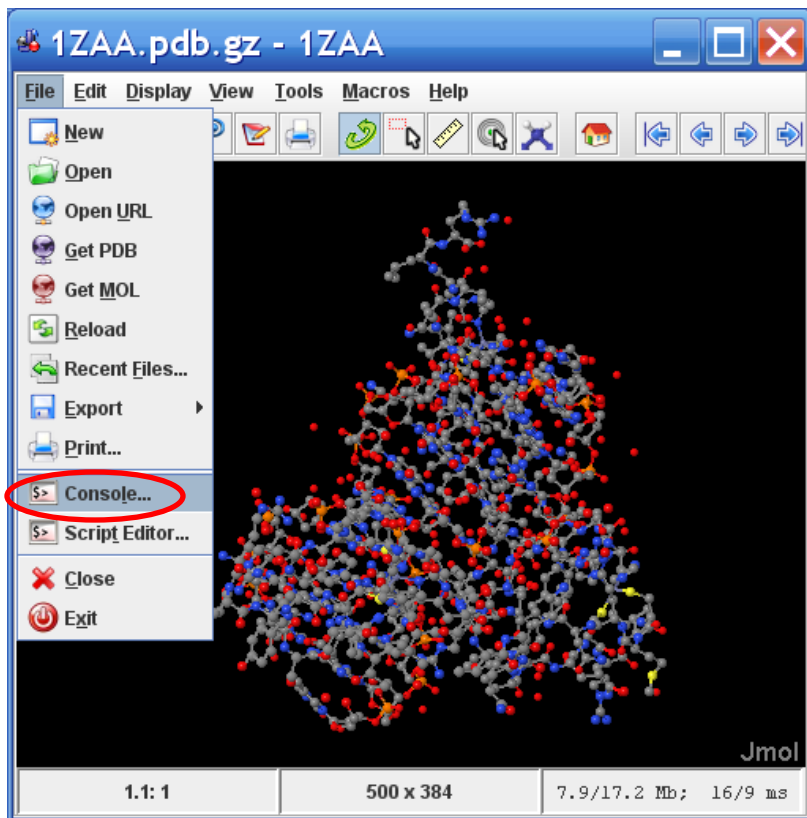 1ZAA.pdb.gz - 1ZAA
File Edit Display View Tools Macros Help
New
Open
Open URL
Get PDB
Get MOL
Reload
Recent Files...
Export
Print...
$> Console...
$> Script Editor...
Close
Exit
Jmol
1.1: 1 500 x 384 7.9/17.2 Mb; 16/9 ms